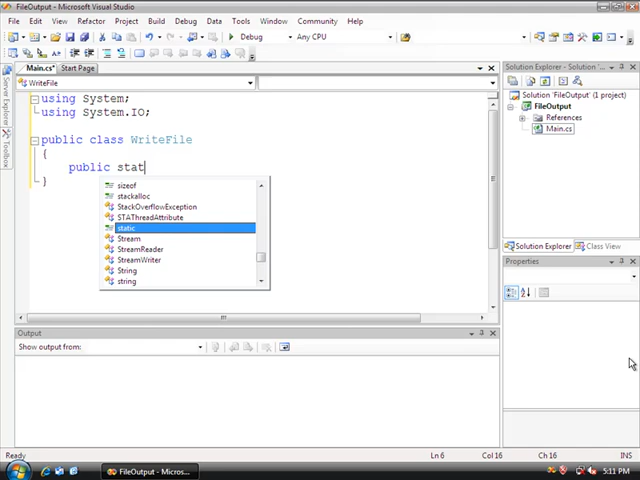 FileOutput - Microsoft Visual Studio
File Edit View Refactor Project Build Debug Data Tools Window Community Help
Debug Any CPU
Main.cs* Start Page
WriteFile
Server Explorer
Toolbox
using System;
using System.IO;
public class WriteFile
{
public stat
}
sizeof
stackalloc
StackOverflowException
STAThreadAttribute
static
Stream
StreamReader
StreamWriter
String
string
Solution Explorer - Solution 'FileOutput'
Solution 'FileOutput' (1 project)
FileOutput
References
Main.cs
Solution Explorer Class View
Properties
Output
Show output from:
Ready Ln 6 Col 16 Ch 16 INS
FileOutput - Micros... 5:11 PM